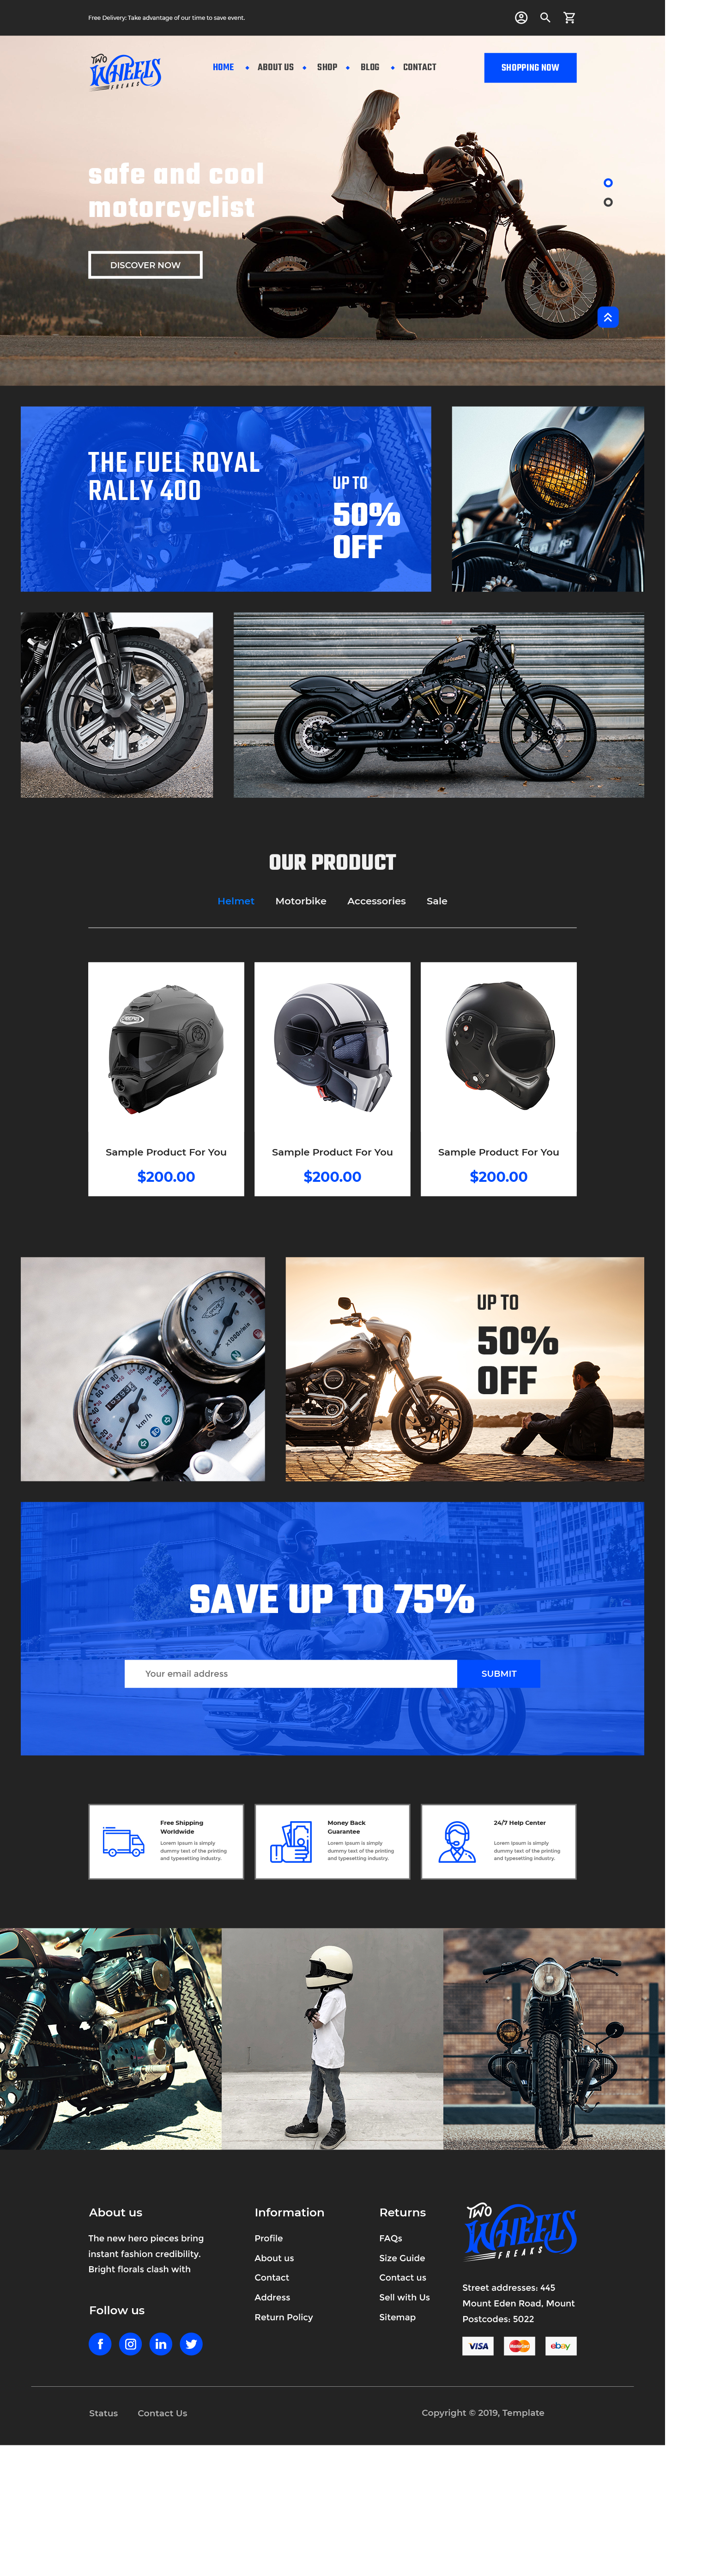 Free Delivery: Take advantage of our time to save event.
TWO
WHEELS
FREAKS
HOME
ABOUT US
SHOP
BLOG
CONTACT
SHOPPING NOW
safe and cool
motorcyclist
DISCOVER NOW
THE FUEL ROYAL
RALLY 400
UP TO
50%
OFF
OUR PRODUCT
Helmet
Motorbike
Accessories
Sale
Sample Product For You
$200.00
Sample Product For You
$200.00
Sample Product For You
$200.00
x1000r/min
km/h
UP TO
50%
OFF
SAVE UP TO 75%
Your email address
SUBMIT
Free Shipping
Worldwide
Lorem Ipsum is simply
dummy text of the printing
and typesetting industry.
Money Back
Guarantee
Lorem Ipsum is simply
dummy text of the printing
and typesetting industry.
24/7 Help Center
Lorem Ipsum is simply
dummy text of the printing
and typesetting industry.
About us
The new hero pieces bring
instant fashion credibility.
Bright florals clash with
Follow us
f
in
Information
Profile
About us
Contact
Address
Return Policy
Returns
FAQs
Size Guide
Contact us
Sell with Us
Sitemap
TWO
WHEELS
FREAKS
Street addresses: 445
Mount Eden Road, Mount
Postcodes: 5022
VISA
MasterCard
ebay
Status
Contact Us
Copyright © 2019, Template